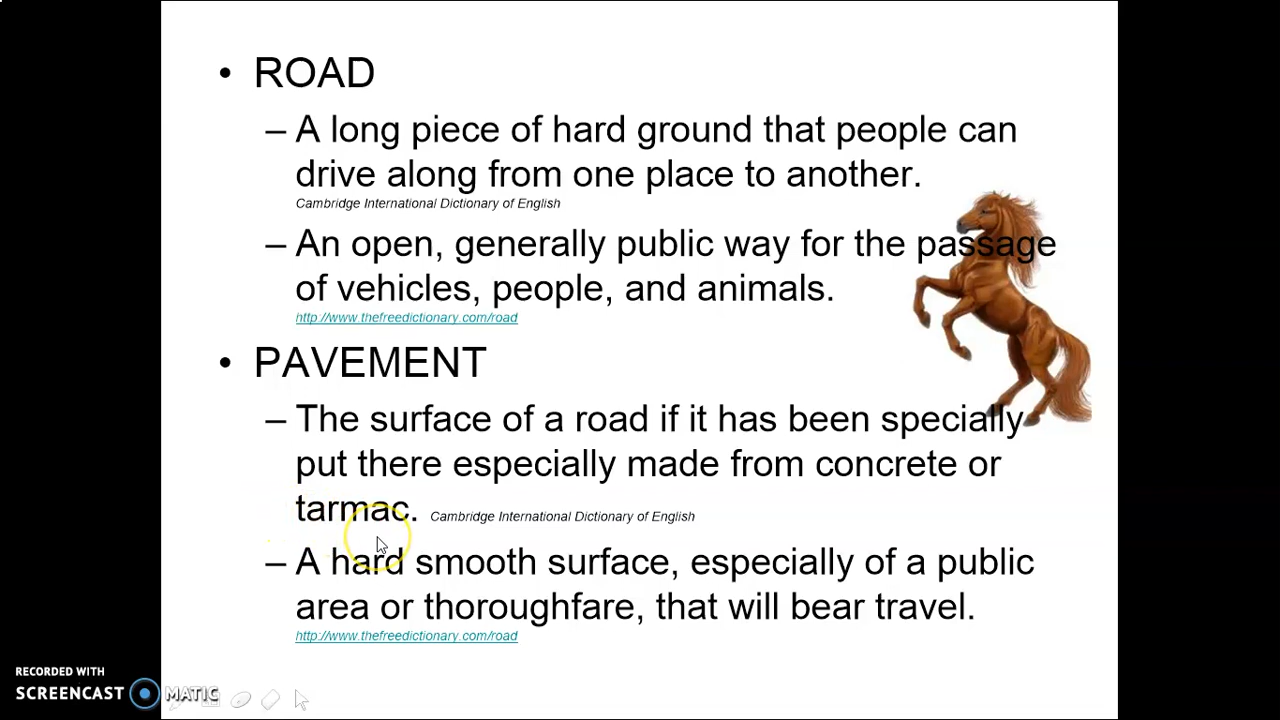 • ROAD
– A long piece of hard ground that people can
drive along from one place to another.
Cambridge International Dictionary of English
– An open, generally public way for the passage
of vehicles, people, and animals.
http://www.thefreedictionary.com/road
• PAVEMENT
– The surface of a road if it has been specially
put there especially made from concrete or
tarmac. Cambridge International Dictionary of English
– A hard smooth surface, especially of a public
area or thoroughfare, that will bear travel.
http://www.thefreedictionary.com/road
RECORDED WITH
SCREENCAST MATIC